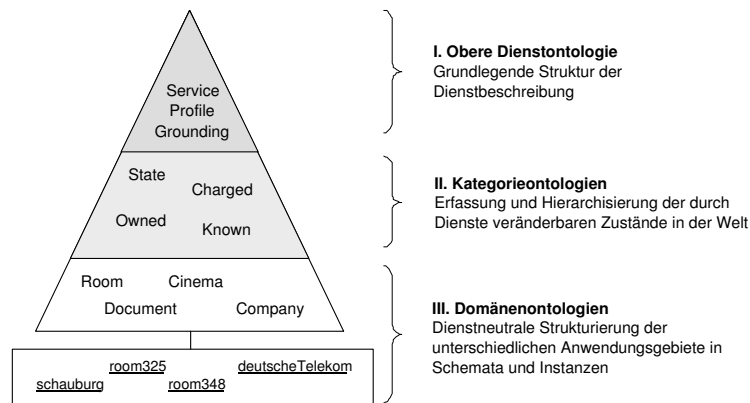 Service
Profile
Grounding
I. Obere Dienstontologie
Grundlegende Struktur der
Dienstbeschreibung
State
Charged
Owned
Known
II. Kategorieontologien
Erfassung und Hierarchisierung der durch
Dienste veränderbaren Zustände in der Welt
Room Cinema
Document Company
room325 deutscheTelekom
schauburg room348
III. Domänenontologien
Dienstneutrale Strukturierung der
unterschiedlichen Anwendungsgebiete in
Schemata und Instanzen